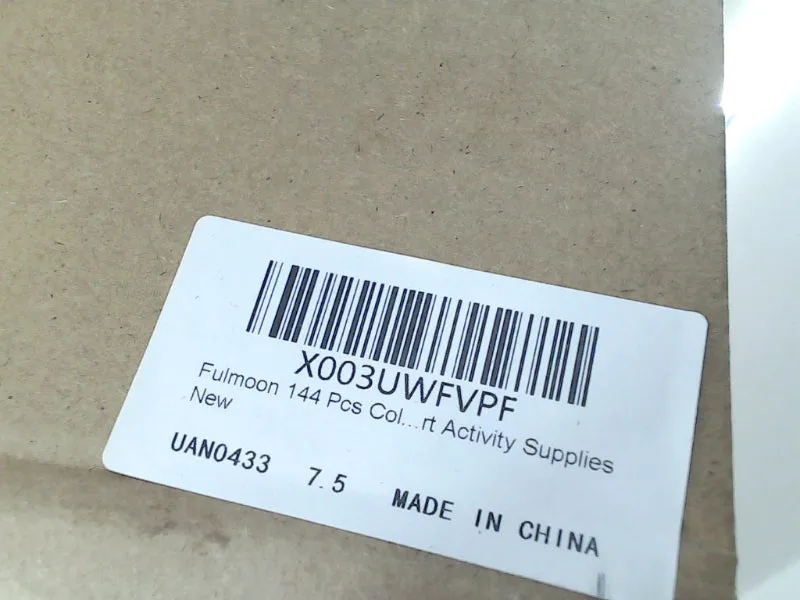 X003UWFVPF
Fulmoon 144 Pcs Col...rt Activity Supplies
New
UAN0433 7.5 MADE IN CHINA